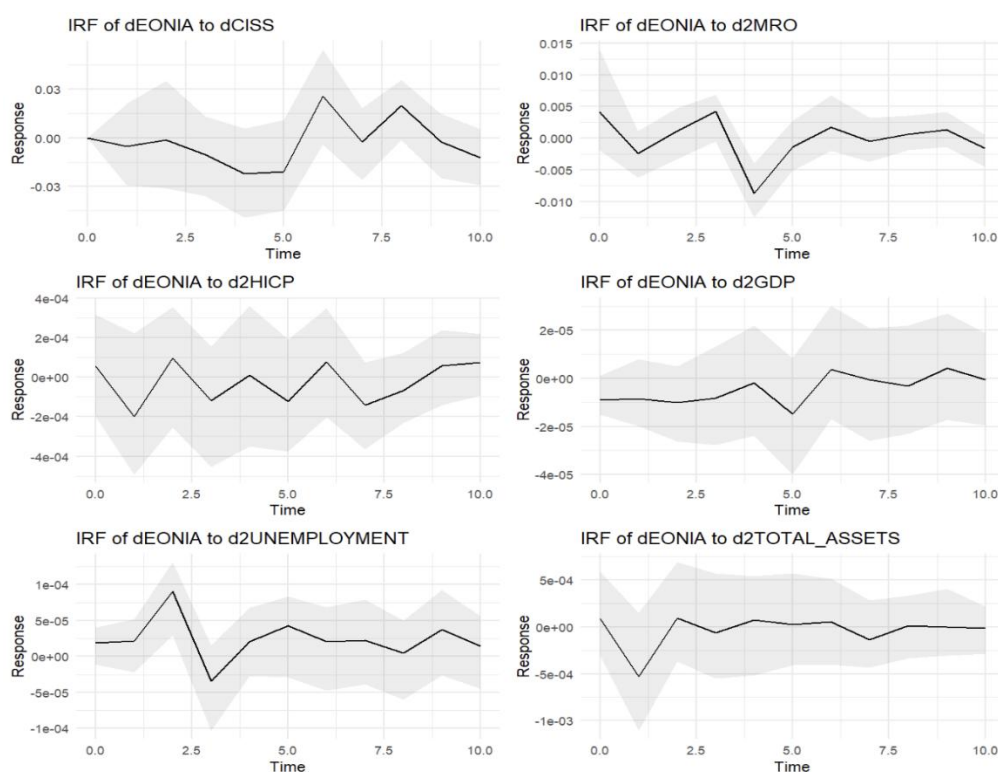 IRF of dEONIA to dCISS
Response
0.03
0.00
-0.03
0.0 2.5 5.0 7.5 10.0
Time
IRF of dEONIA to d2MRO
Response
0.015
0.010
0.005
0.000
-0.005
-0.010
0.0 2.5 5.0 7.5 10.0
Time
IRF of dEONIA to d2HICP
Response
4e-04
2e-04
0e+00
-2e-04
-4e-04
0.0 2.5 5.0 7.5 10.0
Time
IRF of dEONIA to d2GDP
Response
2e-05
0e+00
-2e-05
-4e-05
0.0 2.5 5.0 7.5 10.0
Time
IRF of dEONIA to d2UNEMPLOYMENT
Response
1e-04
5e-05
0e+00
-5e-05
-1e-04
0.0 2.5 5.0 7.5 10.0
Time
IRF of dEONIA to d2TOTAL_ASSETS
Response
5e-04
0e+00
-5e-04
-1e-03
0.0 2.5 5.0 7.5 10.0
Time